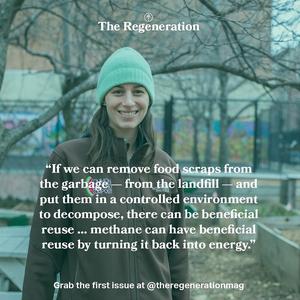 The Regeneration
“If we can remove food scraps from
the garbage — from the landfill — and
put them in a controlled environment
to decompose, there can be beneficial
reuse ... methane can have beneficial
reuse by turning it back into energy.”
Grab the first issue at @theregenerationmag